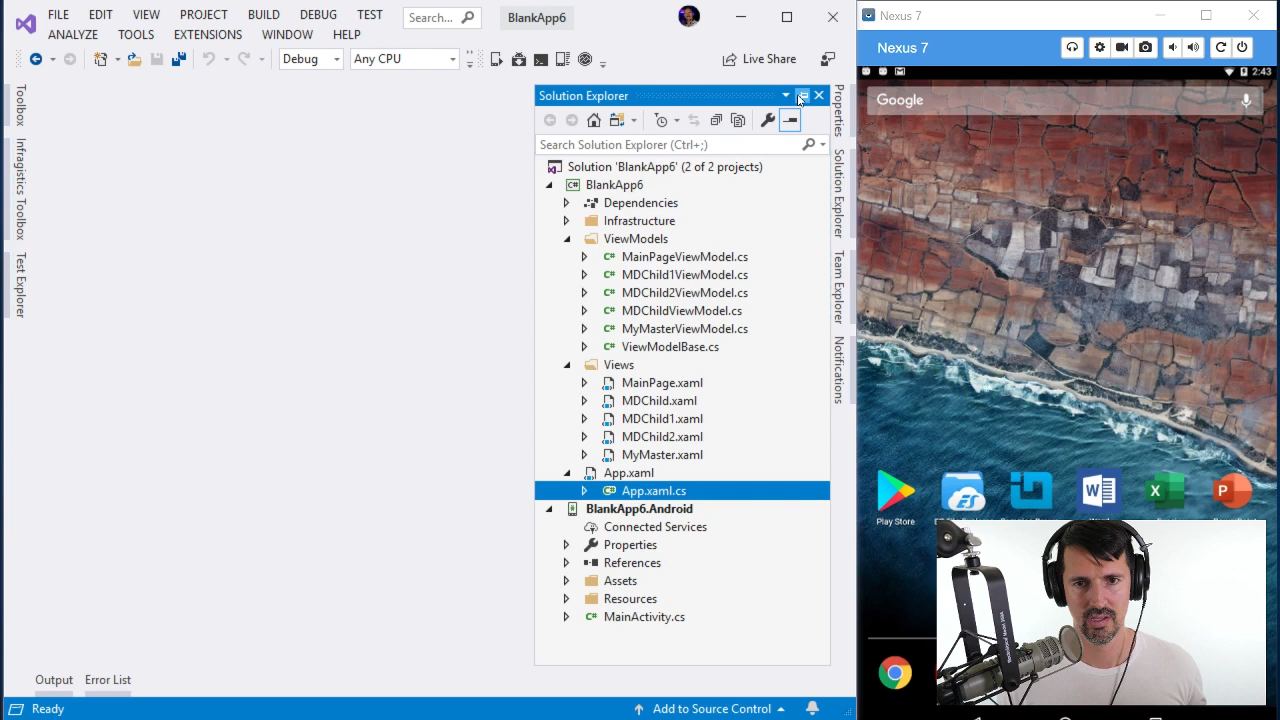 FILE EDIT VIEW PROJECT BUILD DEBUG TEST
ANALYZE TOOLS EXTENSIONS WINDOW HELP
Search...
BlankApp6
Debug
Any CPU
Live Share
Toolbox
Infragistics Toolbox
Test Explorer
Solution Explorer
Search Solution Explorer (Ctrl+;)
Solution 'BlankApp6' (2 of 2 projects)
C# BlankApp6
Dependencies
Infrastructure
ViewModels
C# MainPageViewModel.cs
C# MDChild1ViewModel.cs
C# MDChild2ViewModel.cs
C# MDChildViewModel.cs
C# MyMasterViewModel.cs
C# ViewModelBase.cs
Views
MainPage.xaml
MDChild.xaml
MDChild1.xaml
MDChild2.xaml
MyMaster.xaml
App.xaml
C# App.xaml.cs
BlankApp6.Android
Connected Services
Properties
References
Assets
Resources
C# MainActivity.cs
Properties
Solution Explorer
Team Explorer
Notifications
Output Error List
Ready
Add to Source Control
Nexus 7
Nexus 7
2:43
Google
Play Store